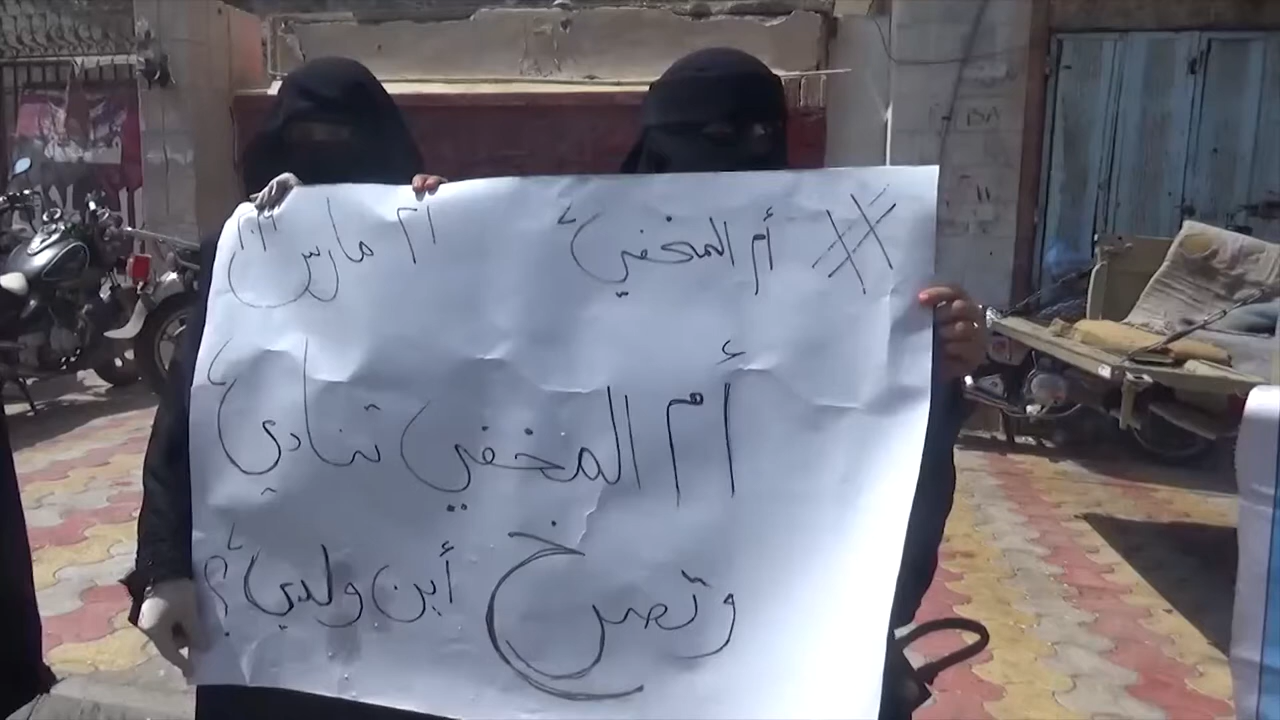 # أم المخفي ٢١ مارس
أم المخفي تنادي
وتصرخ أين ولدي؟